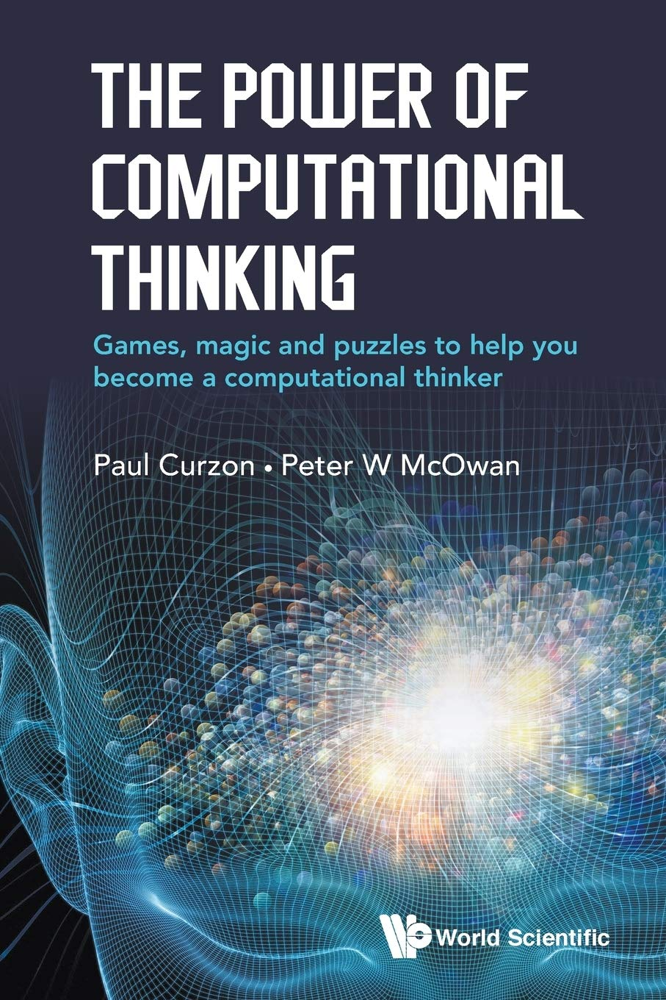 THE POWER OF
COMPUTATIONAL
THINKING
Games, magic and puzzles to help you
become a computational thinker
Paul Curzon • Peter W McOwan
World Scientific